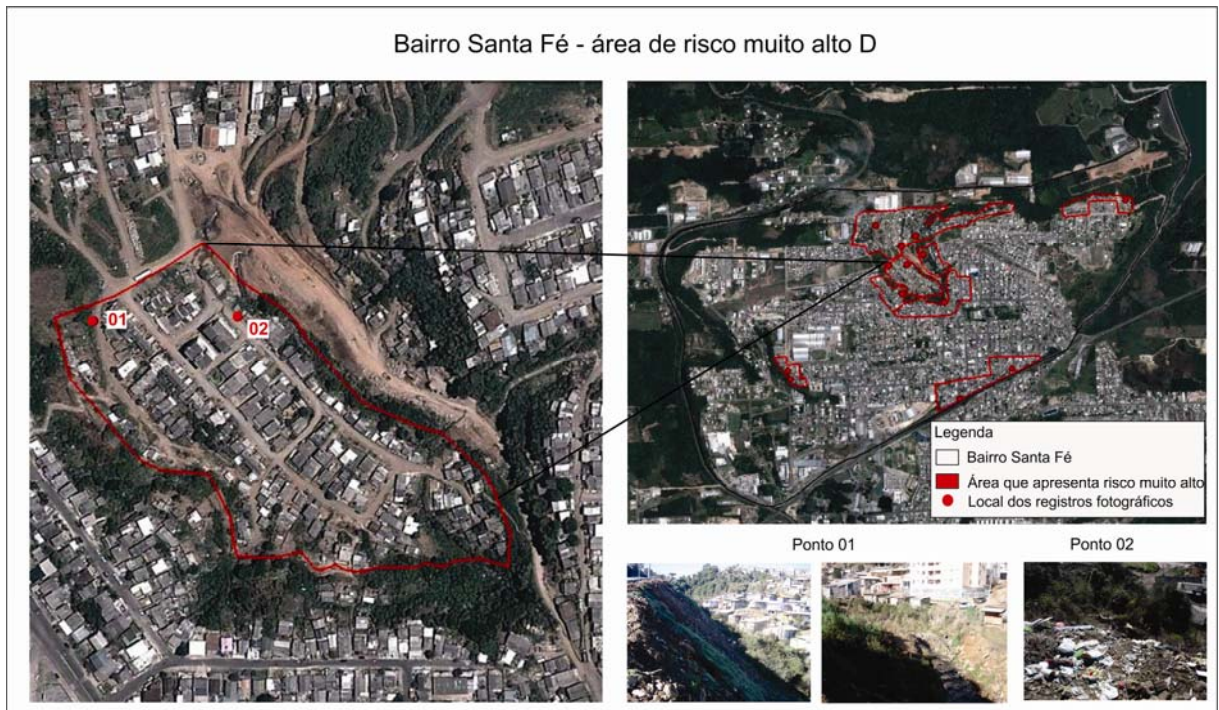 Bairro Santa Fé - área de risco muito alto D
01
02
Legenda
Bairro Santa Fé
Área que apresenta risco muito alto
Local dos registros fotográficos
Ponto 01
Ponto 02